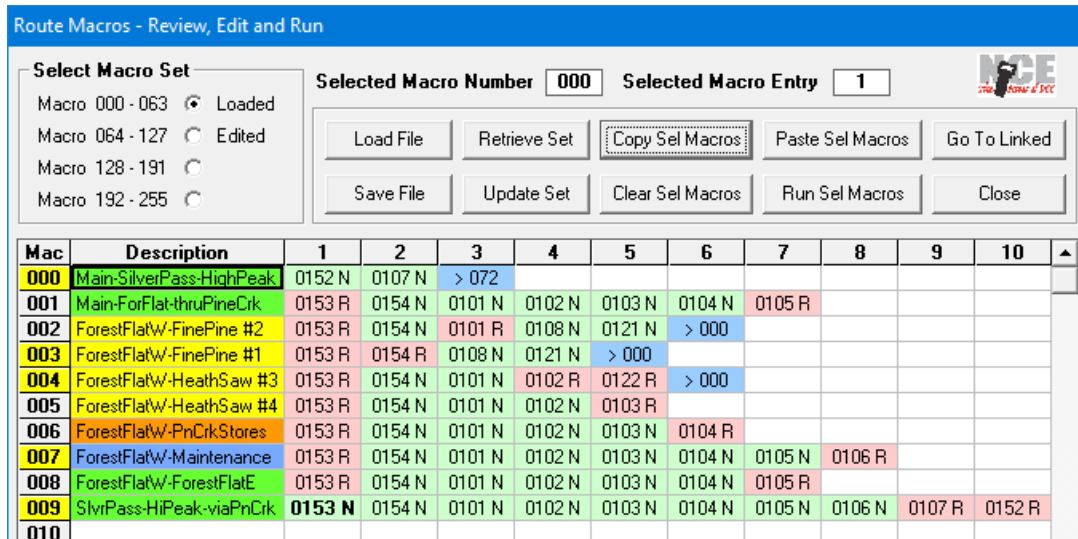 Route Macros - Review, Edit and Run
Select Macro Set
Macro 000 - 063 Loaded
Macro 064 - 127 Edited
Macro 128 - 191
Macro 192 - 255
Selected Macro Number 000 Selected Macro Entry 1
NCE
Load File Retrieve Set Copy Sel Macros Paste Sel Macros Go To Linked
Save File Update Set Clear Sel Macros Run Sel Macros Close
Mac Description 1 2 3 4 5 6 7 8 9 10
000 Main-SilverPass-HighPeak 0152 N 0107 N > 072
001 Main-ForFlat-thruPineCrk 0153 R 0154 N 0101 N 0102 N 0103 N 0104 N 0105 R
002 ForestFlatW-FinePine #2 0153 R 0154 N 0101 R 0108 N 0121 N > 000
003 ForestFlatW-FinePine #1 0153 R 0154 R 0108 N 0121 N > 000
004 ForestFlatW-HeathSaw #3 0153 R 0154 N 0101 N 0102 R 0122 R > 000
005 ForestFlatW-HeathSaw #4 0153 R 0154 N 0101 N 0102 N 0103 R
006 ForestFlatW-PnCrkStores 0153 R 0154 N 0101 N 0102 N 0103 N 0104 R
007 ForestFlatW-Maintenance 0153 R 0154 N 0101 N 0102 N 0103 N 0104 N 0105 N 0106 R
008 ForestFlatW-ForestFlatE 0153 R 0154 N 0101 N 0102 N 0103 N 0104 N 0105 R
009 SlvrPass-HiPeak-viaPnCrk 0153 N 0154 N 0101 N 0102 N 0103 N 0104 N 0105 N 0106 N 0107 R 0152 R
010